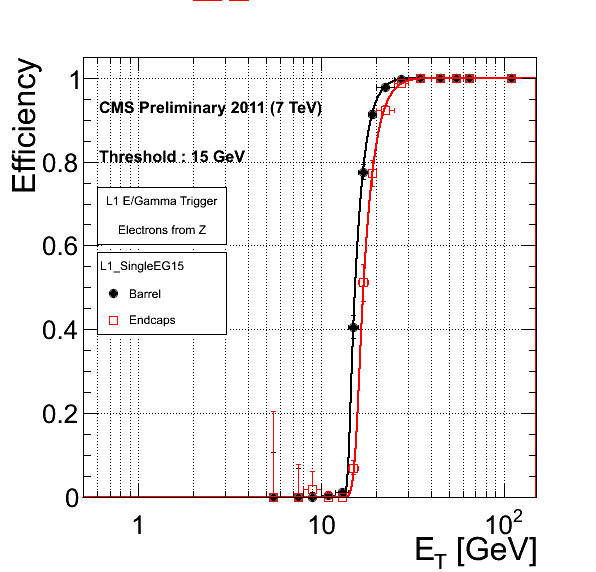 Efficiency
1
0.8
0.6
0.4
0.2
0
CMS Preliminary 2011 (7 TeV)
Threshold : 15 GeV
L1 E/Gamma Trigger
Electrons from Z
L1_SingleEG15
Barrel
Endcaps
1 10 10²
E_T [GeV]